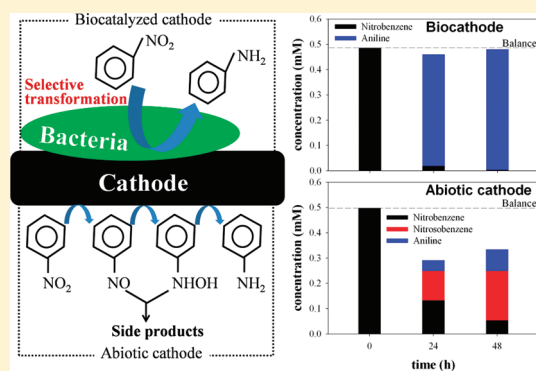 Biocatalyzed cathode
NO2
NH2
Selective
transformation
Bacteria
Cathode
NO2
NO
NHOH
NH2
Side products
Abiotic cathode
Nitrobenzene
Aniline
Biocathode
Balance
concentration (mM)
0.6
0.5
0.4
0.3
0.2
0.1
0.0
Abiotic cathode
Balance
Nitrobenzene
Nitrosobenzene
Aniline
conentration (mM)
0.6
0.5
0.4
0.3
0.2
0.1
0.0
0 24 48
time (h)